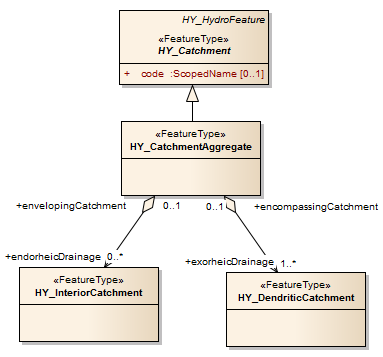 HY_HydroFeature
«FeatureType»
HY_Catchment
+ code :ScopedName [0..1]
«FeatureType»
HY_CatchmentAggregate
+envelopingCatchment 0..1 0..1 +encompassingCatchment
+endorheicDrainage 0..* +exorheicDrainage 1..*
«FeatureType» «FeatureType»
HY_InteriorCatchment HY_DendriticCatchment